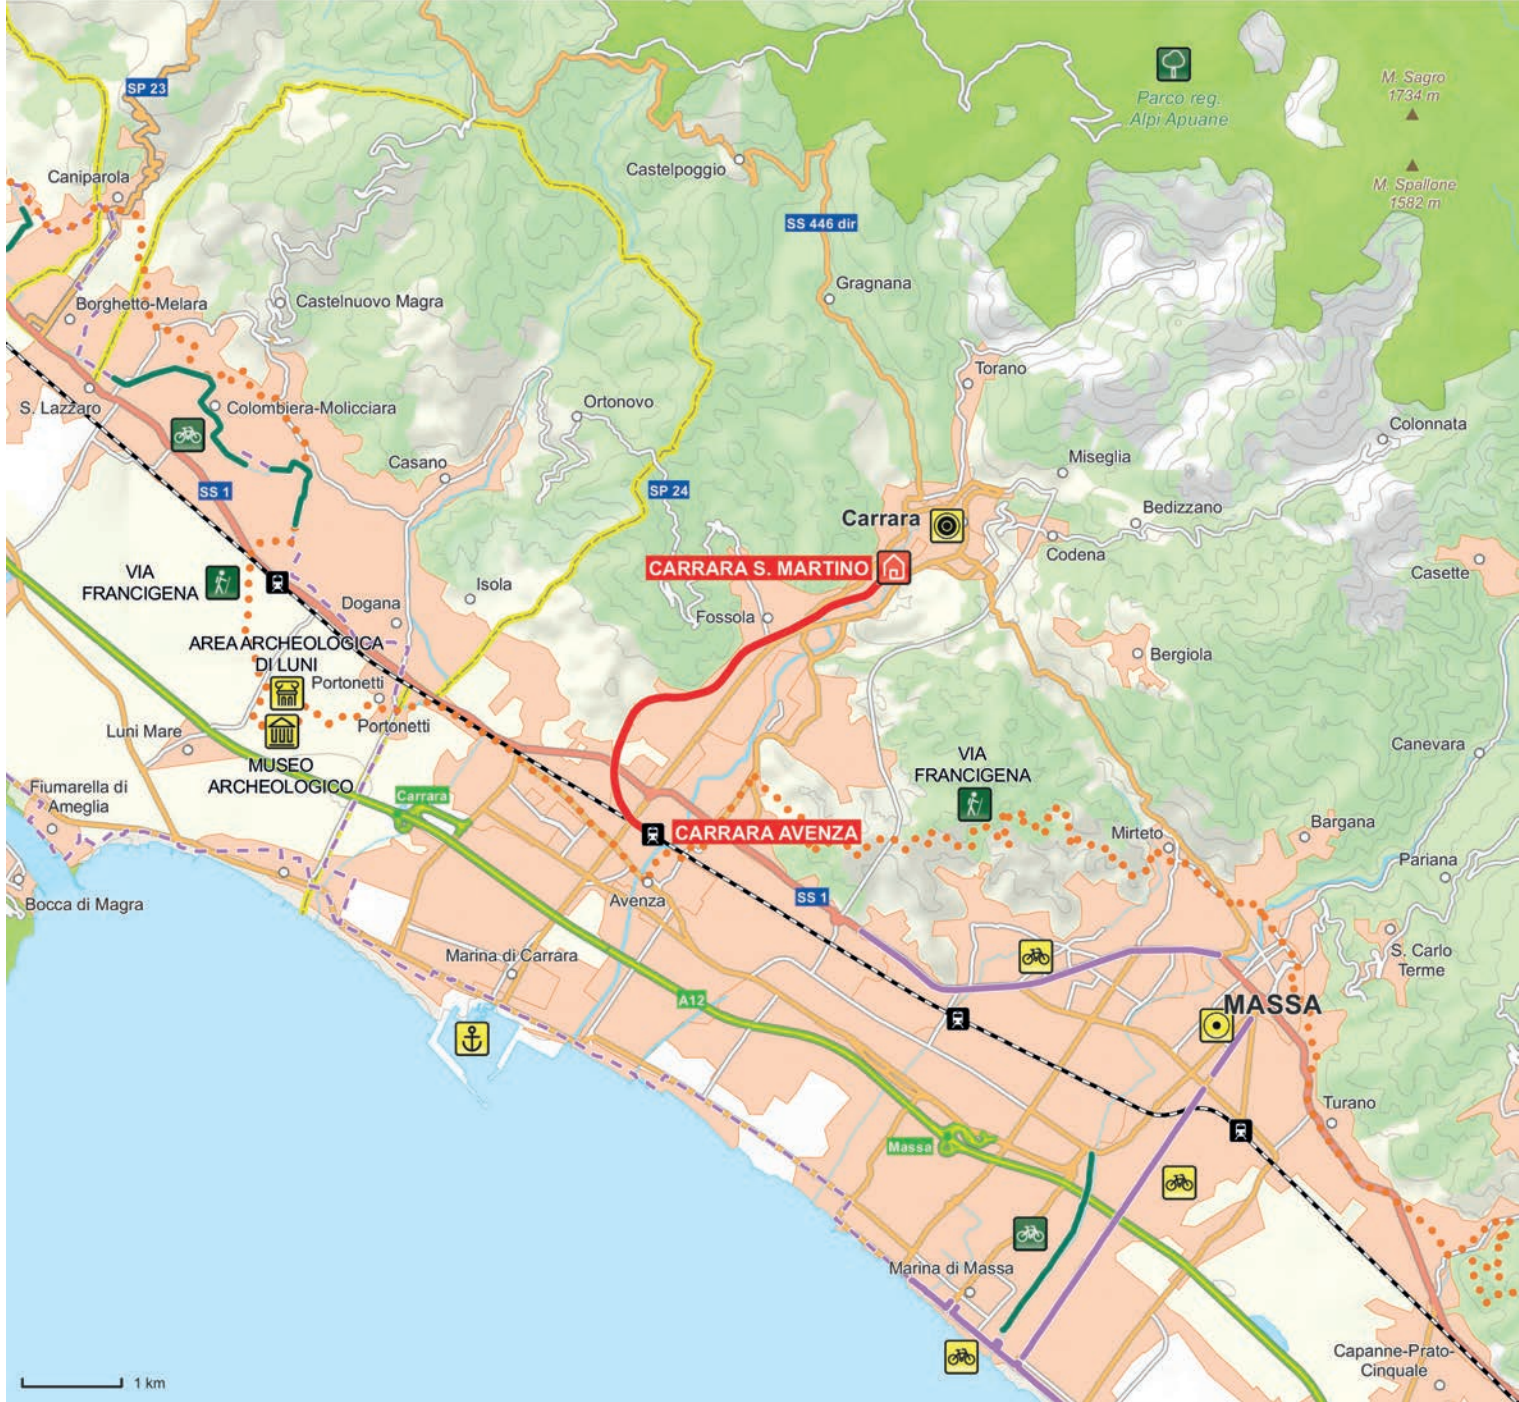 SP 23
Parco reg.
Alpi Apuane
M. Sagro
1734 m
M. Spallone
1582 m
Caniparola
Castelpoggio
SS 446 dir
Gragnana
Borghetto-Melara
Castelnuovo Magra
Torano
S. Lazzaro
Colombiera-Molicciara
Ortonovo
Colonnata
Casano
Miseglia
SS 1
SP 24
Carrara
Bedizzano
Codena
CARRARA S. MARTINO
Casette
VIA
FRANCIGENA
Isola
Dogana
Fossola
AREA ARCHEOLOGICA
DI LUNI
Portonetti
Bergiola
Luni Mare
Portonetti
MUSEO
ARCHEOLOGICO
VIA
FRANCIGENA
Canevara
Fiumarella di
Ameglia
Carrara
CARRARA AVENZA
Mirteto
Bargana
Pariana
Bocca di Magra
Avenza
SS 1
Marina di Carrara
S. Carlo
Terme
A12
MASSA
Turano
Massa
Marina di Massa
Capanne-Prato-
Cinquale
1 km